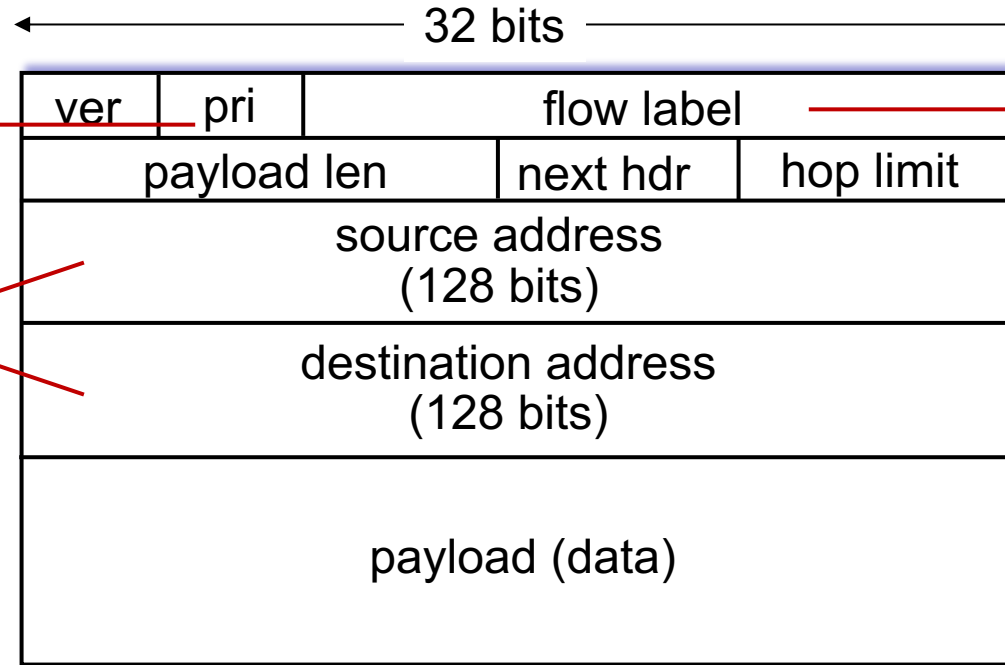 32 bits
ver pri flow label
payload len next hdr hop limit
source address
(128 bits)
destination address
(128 bits)
payload (data)